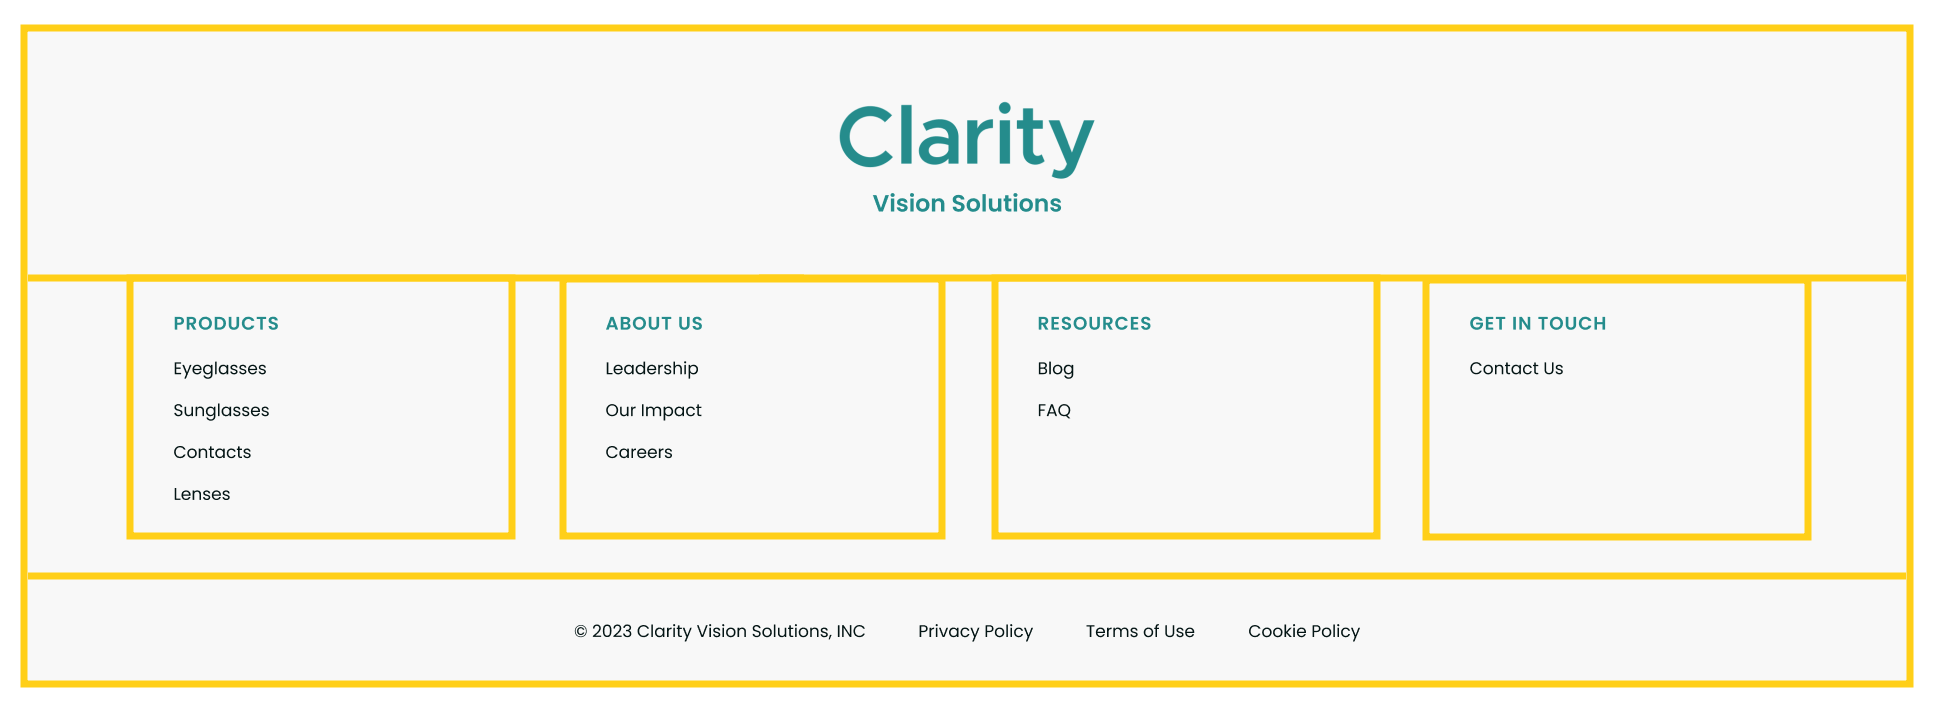 Clarity
Vision Solutions
PRODUCTS
Eyeglasses
Sunglasses
Contacts
Lenses
ABOUT US
Leadership
Our Impact
Careers
RESOURCES
Blog
FAQ
GET IN TOUCH
Contact Us
© 2023 Clarity Vision Solutions, INC Privacy Policy Terms of Use Cookie Policy